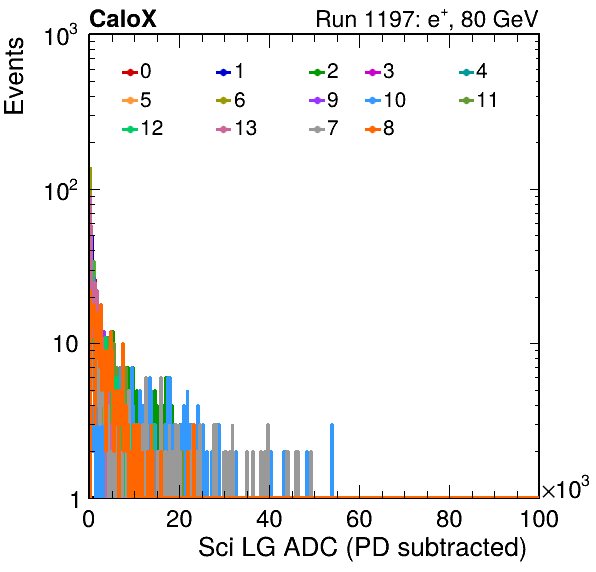 CaloX Run 1197: e⁺, 80 GeV
Events
10³
10²
10
1
0 1 2 3 4
5 6 9 10 11
12 13 7 8
0 20 40 60 80 100
×10³
Sci LG ADC (PD subtracted)